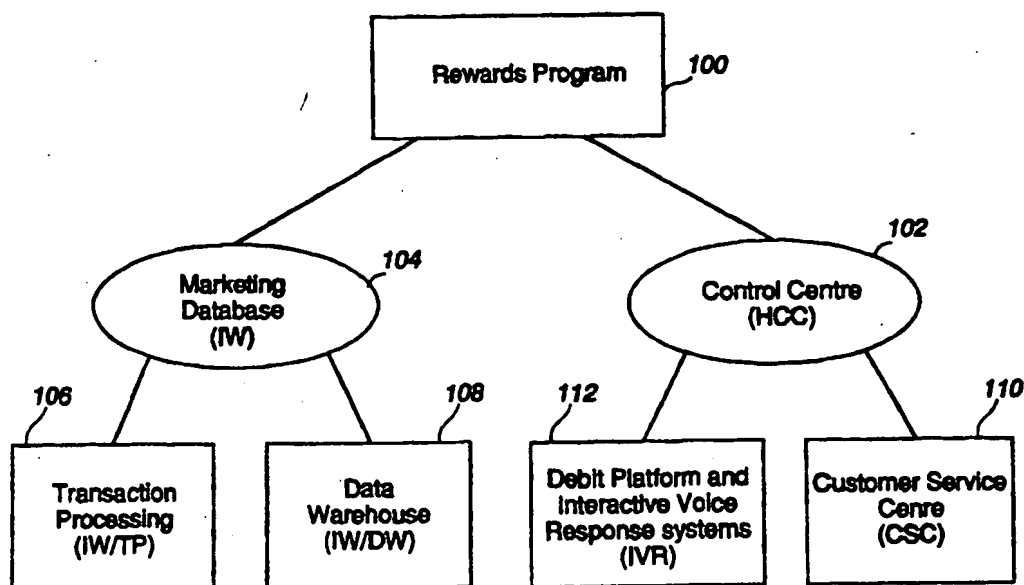 Rewards Program
100
102
104
Marketing
Database
(IW)
Control Centre
(HCC)
106
108
112
110
Transaction
Processing
(IW/TP)
Data
Warehouse
(IW/DW)
Debit Platform and
Interactive Voice
Response systems
(IVR)
Customer Service
Cenre
(CSC)